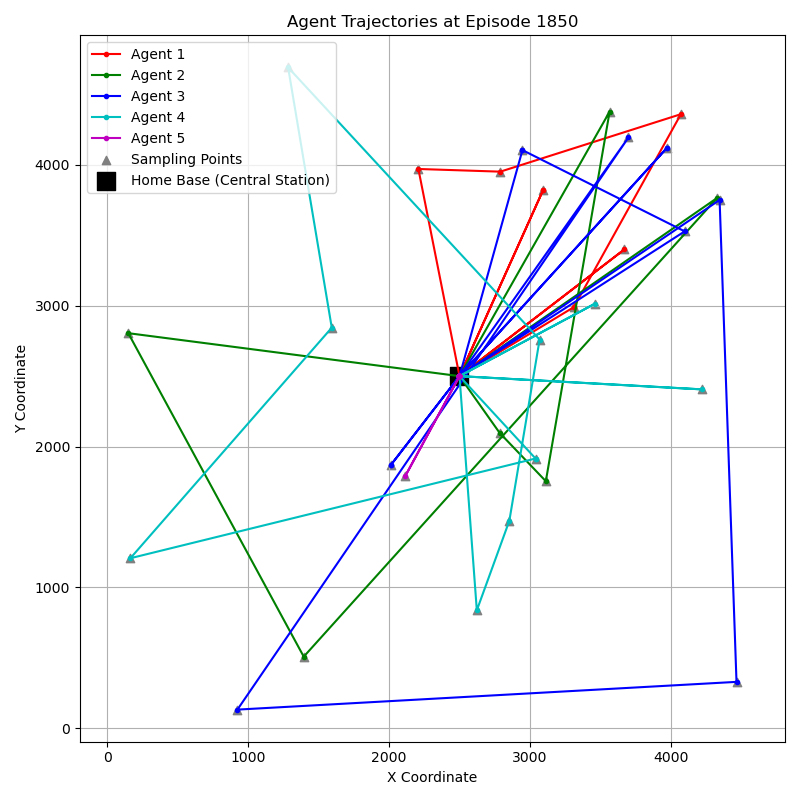 Agent Trajectories at Episode 1850
Agent 1
Agent 2
Agent 3
Agent 4
Agent 5
Sampling Points
Home Base (Central Station)
Y Coordinate
4000
3000
2000
1000
0
0 1000 2000 3000 4000
X Coordinate